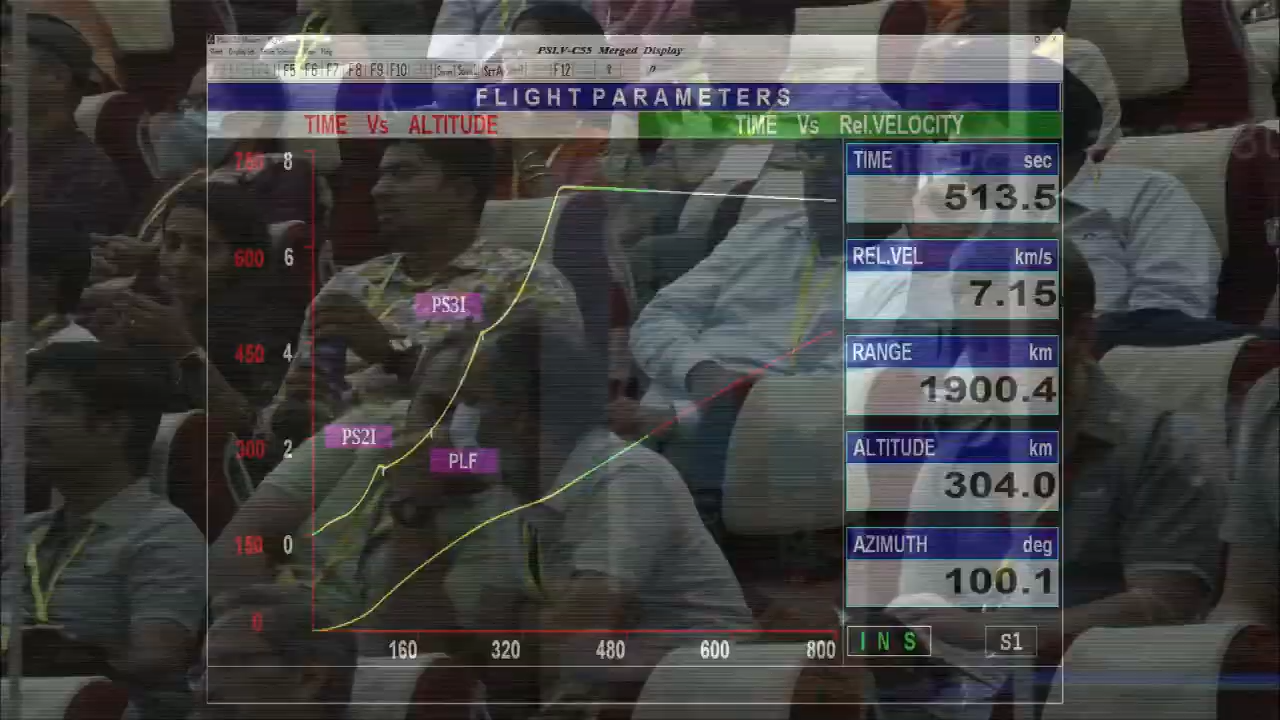 PSLV-C55 Merged Display
F5 F6 F7 F8 F9 F10 F12
FLIGHT PARAMETERS
TIME Vs ALTITUDE TIME Vs Rel.VELOCITY
750 8
600 6
450 4
300 2
150 0
0
PS3I
PS2I
PLF
160 320 480 600 800
TIME sec
513.5
REL.VEL km/s
7.15
RANGE km
1900.4
ALTITUDE km
304.0
AZIMUTH deg
100.1
INS S1